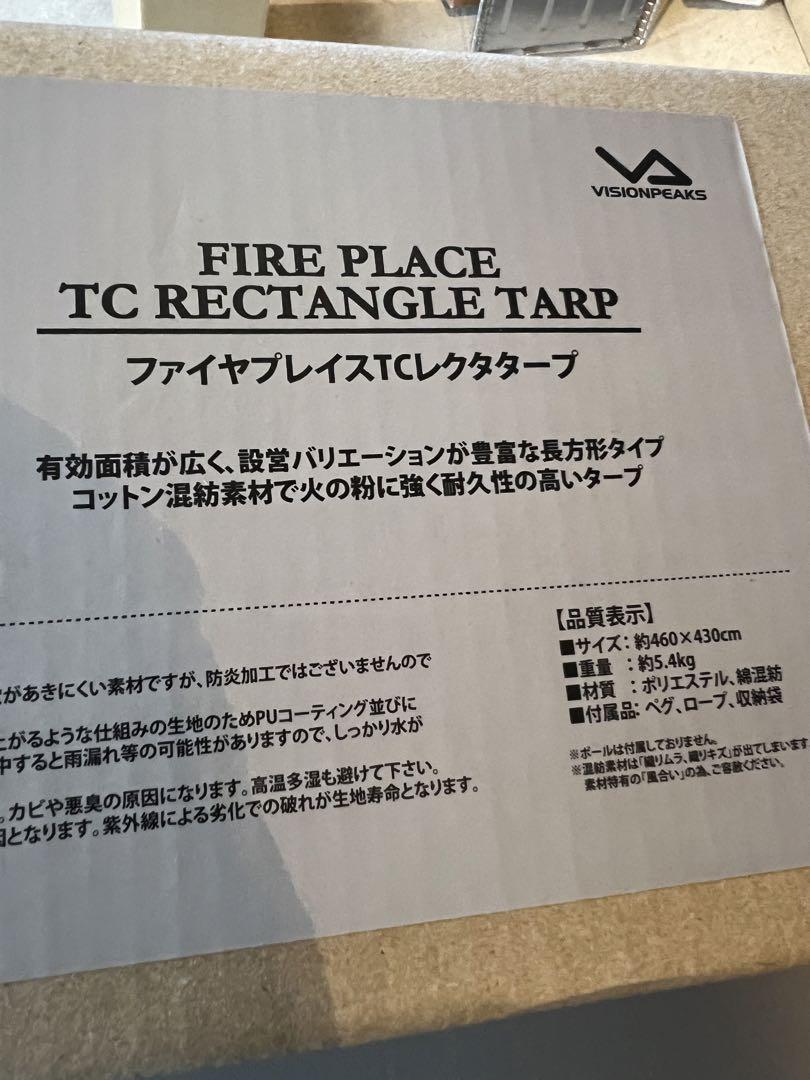 VISIONPEAKS
FIRE PLACE
TC RECTANGLE TARP
ファイヤプレイスTCレクタタープ
有効面積が広く、設営バリエーションが豊富な長方形タイプ
コットン混紡素材で火の粉に強く耐久性の高いタープ
があきにくい素材ですが、防炎加工ではございませんので
上がるような仕組みの生地のためPUコーティング並びに
中すると雨漏れ等の可能性がありますので、しっかり水が
。カビや悪臭の原因になります。高温多湿も避けて下さい。
因となります。紫外線による劣化での破れが生地寿命となります。
【品質表示】
■サイズ：約460×430cm
■重量　：約5.4kg
■材質　：ポリエステル、綿混紡
■付属品：ペグ、ロープ、収納袋
※ポールは付属しておりません。
※混紡素材は「織りムラ、織りキズ」が出てしまいます
素材特有の「風合い」の為、ご容赦ください。